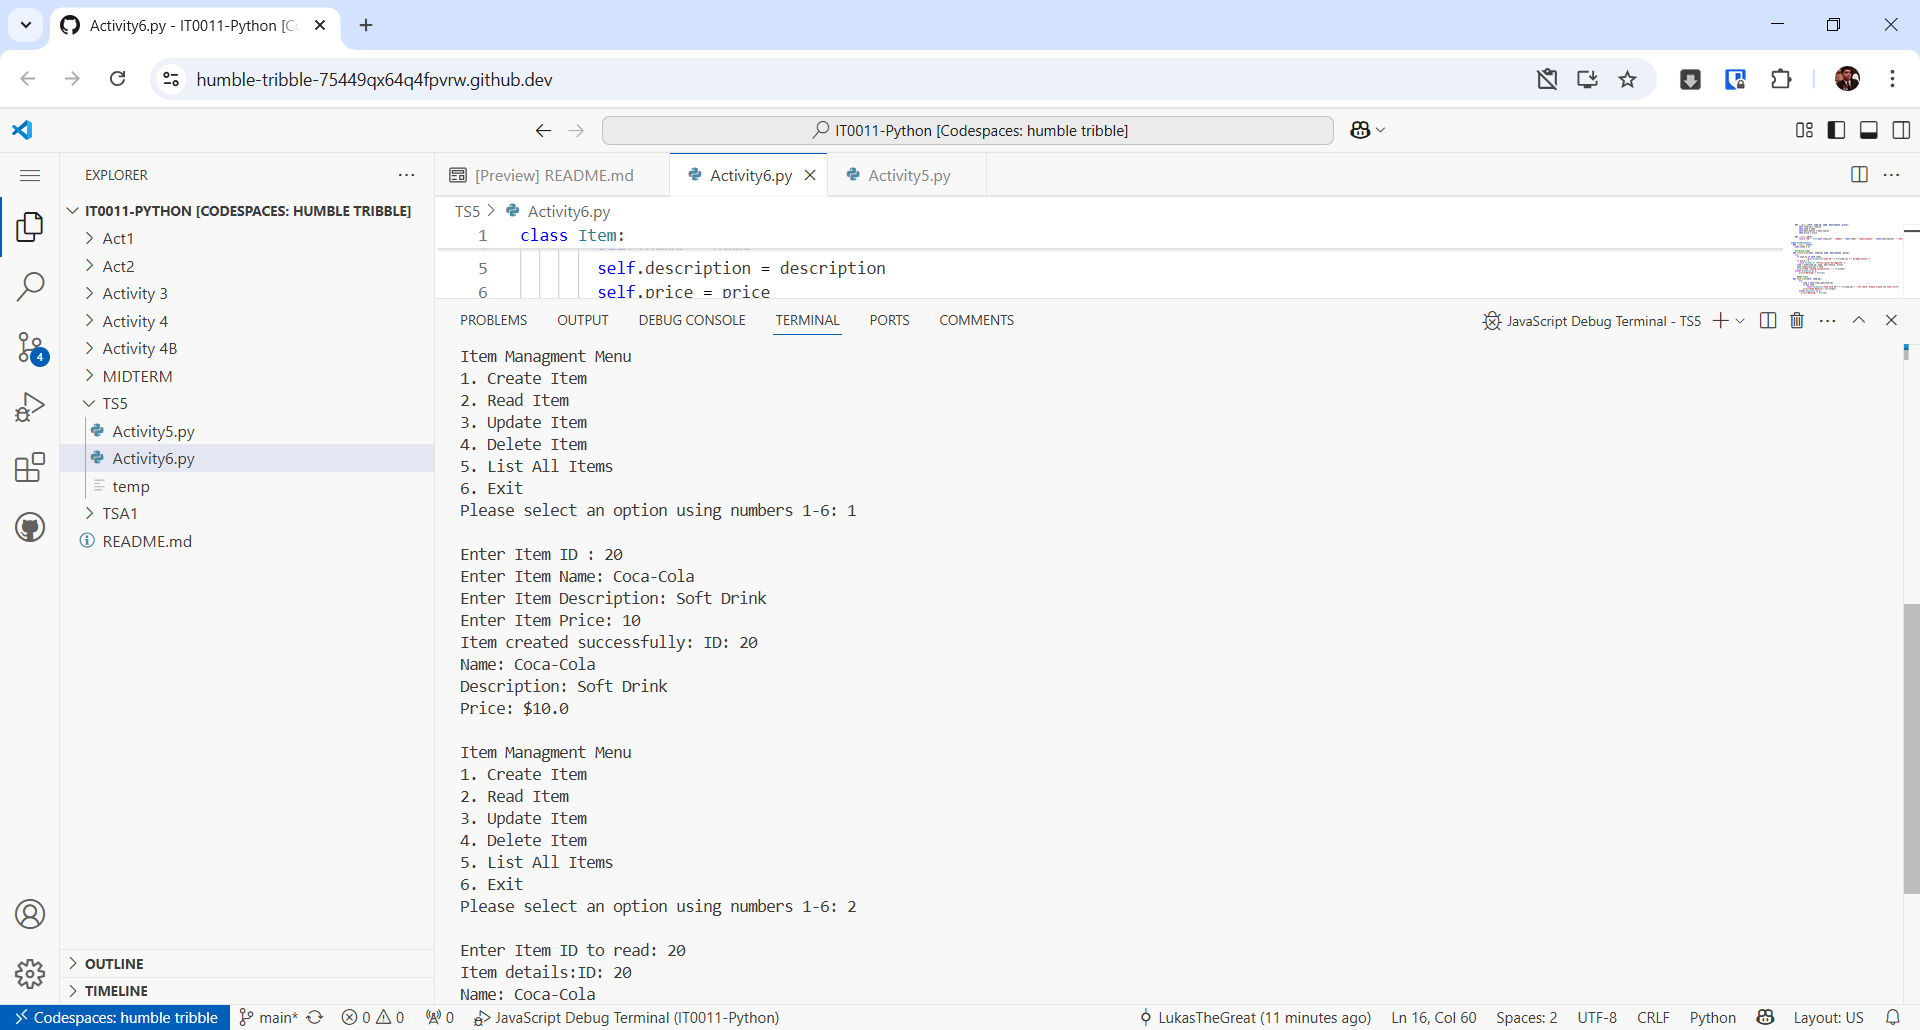 Activity6.py - IT0011-Python [Co
humble-tribble-75449qx64q4fpvrw.github.dev
IT0011-Python [Codespaces: humble tribble]
EXPLORER
IT0011-PYTHON [CODESPACES: HUMBLE TRIBBLE]
Act1
Act2
Activity 3
Activity 4
Activity 4B
MIDTERM
TS5
Activity5.py
Activity6.py
temp
TSA1
README.md
OUTLINE
TIMELINE
4
[Preview] README.md
Activity6.py
Activity5.py
TS5 > Activity6.py
1 class Item:
5 self.description = description
6 self.price = price
PROBLEMS OUTPUT DEBUG CONSOLE TERMINAL PORTS COMMENTS
JavaScript Debug Terminal - TS5
Item Managment Menu
1. Create Item
2. Read Item
3. Update Item
4. Delete Item
5. List All Items
6. Exit
Please select an option using numbers 1-6: 1
Enter Item ID : 20
Enter Item Name: Coca-Cola
Enter Item Description: Soft Drink
Enter Item Price: 10
Item created successfully: ID: 20
Name: Coca-Cola
Description: Soft Drink
Price: $10.0
Item Managment Menu
1. Create Item
2. Read Item
3. Update Item
4. Delete Item
5. List All Items
6. Exit
Please select an option using numbers 1-6: 2
Enter Item ID to read: 20
Item details:ID: 20
Name: Coca-Cola
Codespaces: humble tribble main* 0 0 0 JavaScript Debug Terminal (IT0011-Python) LukasTheGreat (11 minutes ago) Ln 16, Col 60 Spaces: 2 UTF-8 CRLF Python Layout: US